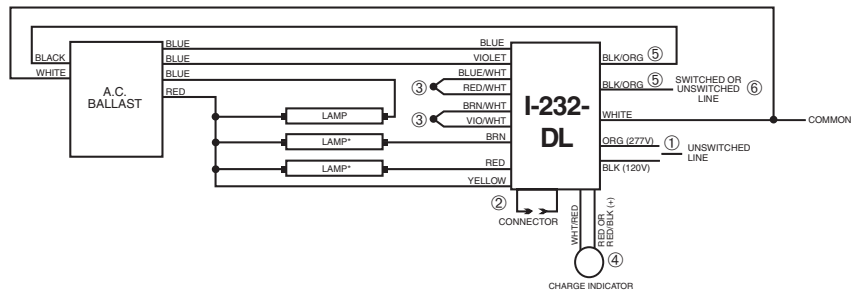 BLACK
WHITE
A.C.
BALLAST
BLUE
BLUE
BLUE
RED
LAMP
LAMP*
LAMP*
BLUE
VIOLET
BLUE/WHT
RED/WHT
③
BRN/WHT
VIO/WHT
③
BRN
RED
YELLOW
I-232-
DL
BLK/ORG ⑤
BLK/ORG ⑤
SWITCHED OR
UNSWITCHED
LINE
⑥
WHITE
COMMON
ORG (277V)
①
UNSWITCHED
LINE
BLK (120V)
②
CONNECTOR
WHT/RED
RED OR
RED/BLK (+)
④
CHARGE INDICATOR